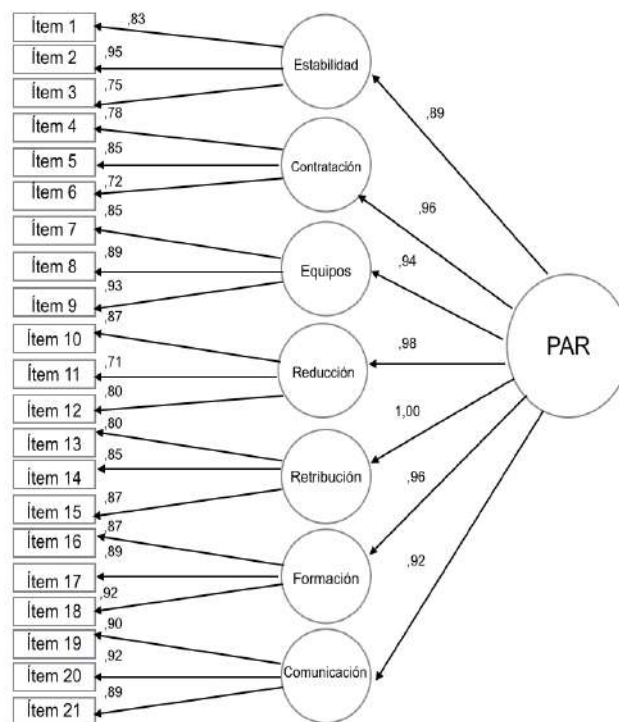 Ítem 1
,83
Ítem 2
,95
Ítem 3
,75
Estabilidad
,89
Ítem 4
,78
Ítem 5
,85
Ítem 6
,72
Contratación
,96
Ítem 7
,85
Ítem 8
,89
Ítem 9
,93
Equipos
,94
Ítem 10
,87
Ítem 11
,71
Ítem 12
,80
Reducción
,98
PAR
Ítem 13
,80
Ítem 14
,85
Ítem 15
,87
Retribución
1,00
Ítem 16
,87
Ítem 17
,89
Ítem 18
,92
Formación
,96
Ítem 19
,90
Ítem 20
,92
Ítem 21
,89
Comunicación
,92